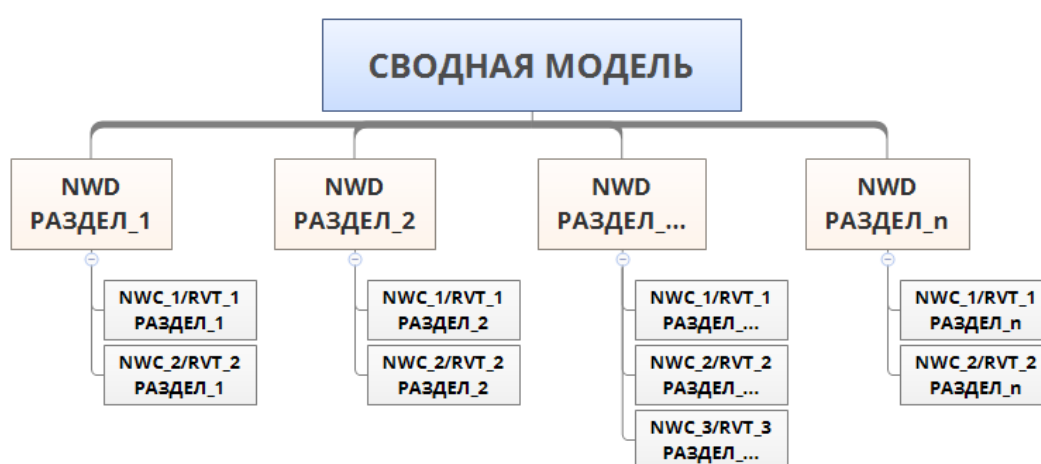 СВОДНАЯ МОДЕЛЬ
NWD
РАЗДЕЛ_1
NWD
РАЗДЕЛ_2
NWD
РАЗДЕЛ_...
NWD
РАЗДЕЛ_n
NWC_1/RVT_1
РАЗДЕЛ_1
NWC_2/RVT_2
РАЗДЕЛ_1
NWC_1/RVT_1
РАЗДЕЛ_2
NWC_2/RVT_2
РАЗДЕЛ_2
NWC_1/RVT_1
РАЗДЕЛ_...
NWC_2/RVT_2
РАЗДЕЛ_...
NWC_3/RVT_3
РАЗДЕЛ_...
NWC_1/RVT_1
РАЗДЕЛ_n
NWC_2/RVT_2
РАЗДЕЛ_n